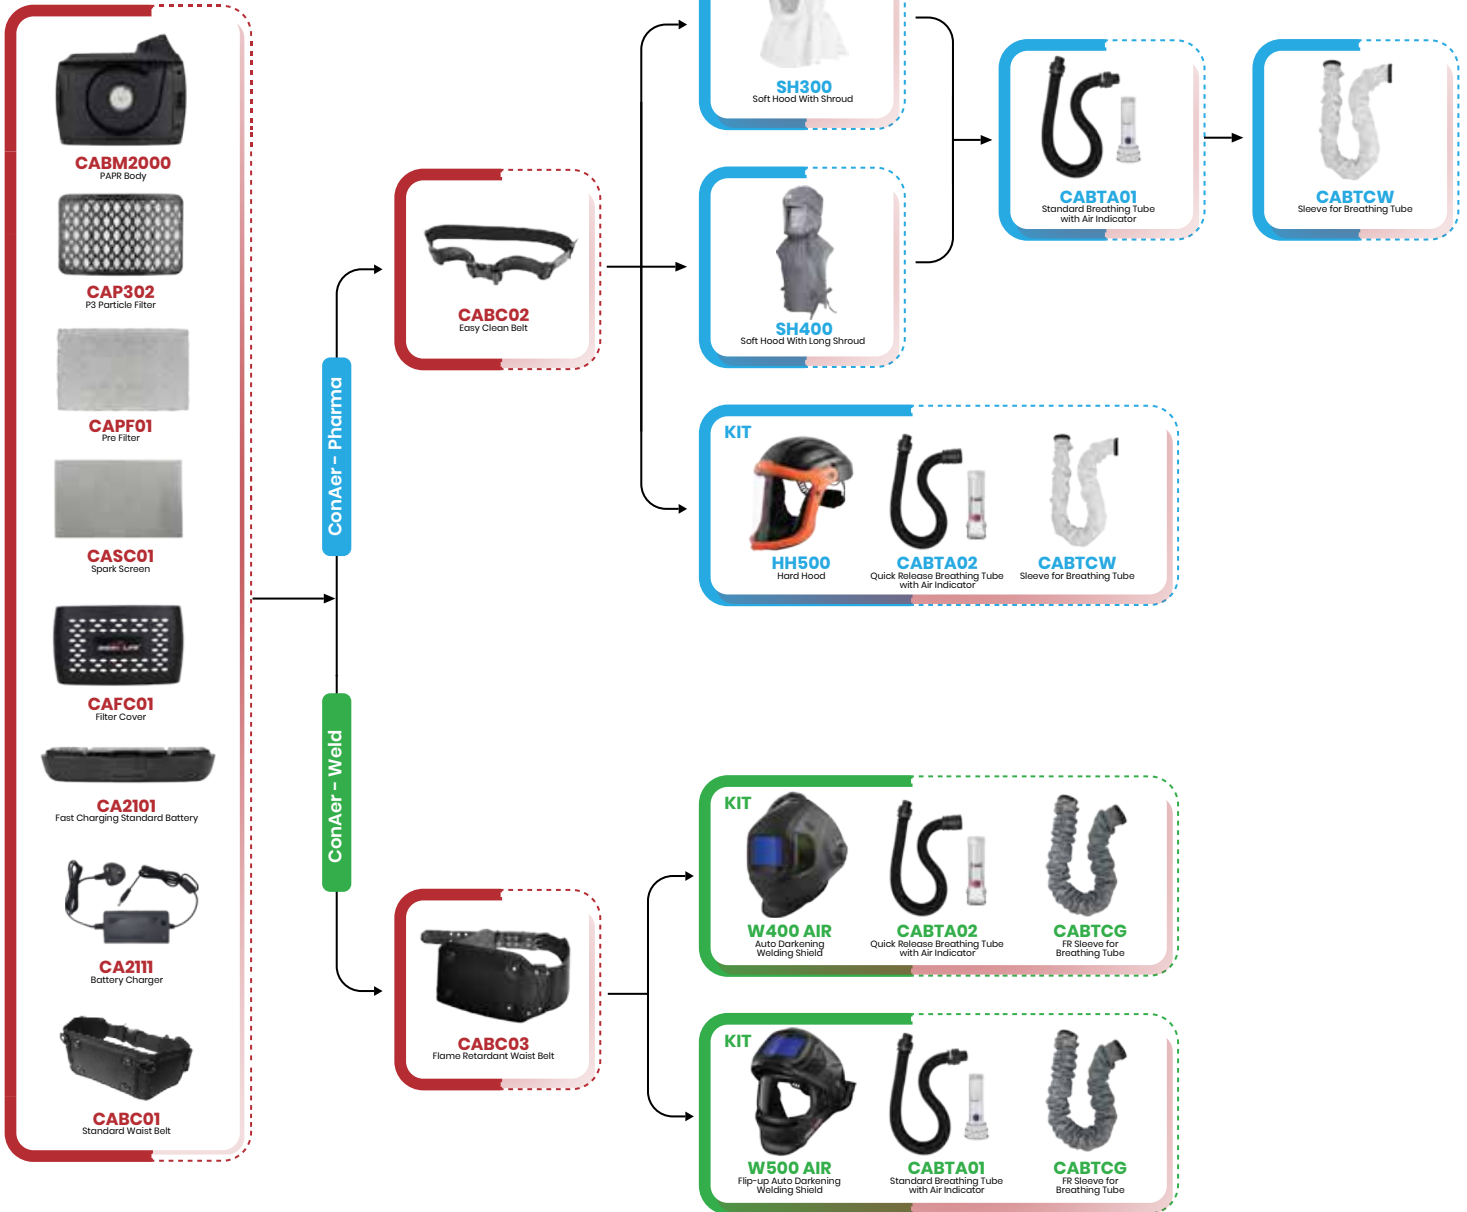 CABM2000
PAPR Body
CAP302
P3 Particle Filter
CAPF01
Pre Filter
CASC01
Spark Screen
CAFC01
Filter Cover
CA2101
Fast Charging Standard Battery
CA2111
Battery Charger
CABC01
Standard Waist Belt
ConAer - Pharma
CABC02
Easy Clean Belt
SH300
Soft Hood With Shroud
SH400
Soft Hood With Long Shroud
CABTA01
Standard Breathing Tube
with Air Indicator
CABTCW
Sleeve for Breathing Tube
KIT
HH500
Hard Hood
CABTA02
Quick Release Breathing Tube
with Air Indicator
CABTCW
Sleeve for Breathing Tube
ConAer - Weld
CABC03
Flame Retardant Waist Belt
KIT
W400 AIR
Auto Darkening
Welding Shield
CABTA02
Quick Release Breathing Tube
with Air Indicator
CABTCG
FR Sleeve for
Breathing Tube
KIT
W500 AIR
Flip-up Auto Darkening
Welding Shield
CABTA01
Standard Breathing Tube
with Air Indicator
CABTCG
FR Sleeve for
Breathing Tube